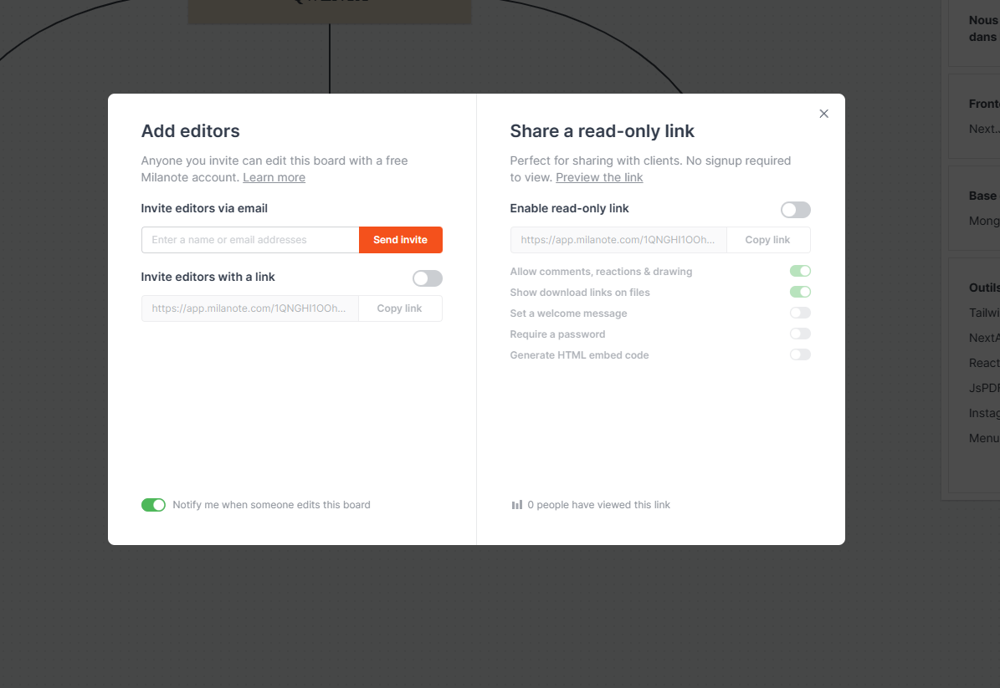 Add editors
Anyone you invite can edit this board with a free
Milanote account. Learn more
Invite editors via email
Enter a name or email addresses
Send invite
Invite editors with a link
https://app.milanote.com/1QNGHI1OOh...
Copy link
Notify me when someone edits this board
Share a read-only link
Perfect for sharing with clients. No signup required
to view. Preview the link
Enable read-only link
https://app.milanote.com/1QNGHI1OOh...
Copy link
Allow comments, reactions & drawing
Show download links on files
Set a welcome message
Require a password
Generate HTML embed code
0 people have viewed this link
Nous
dans
Fronte
Next.
Base
Mong
Outils
Tailwi
NextA
React
JsPDF
Instag
Menu